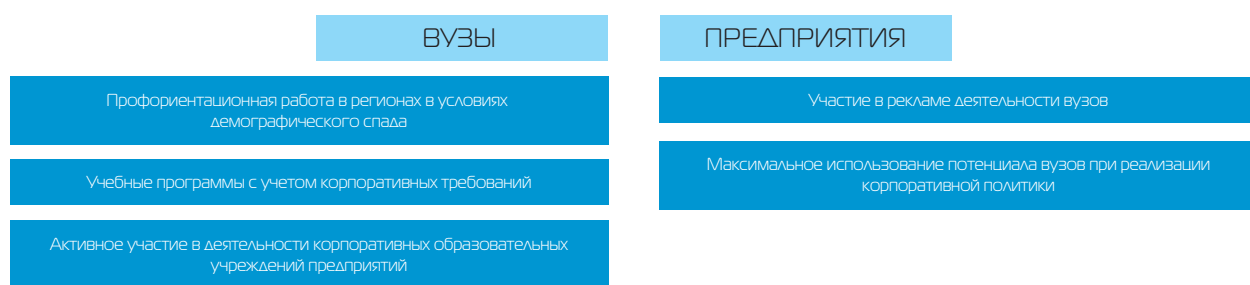 ВУЗЫ
Профориентационная работа в регионах в условиях
демографического спада
Учебные программы с учетом корпоративных требований
Активное участие в деятельности корпоративных образовательных
учреждений предприятий
ПРЕДПРИЯТИЯ
Участие в рекламе деятельности вузов
Максимальное использование потенциала вузов при реализации
корпоративной политики